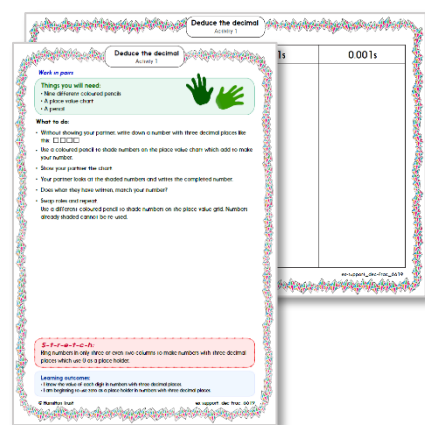 Deduce the decimal
Activity 1
1s
0.001s
ex-support_dec-frac_6619
Deduce the decimal
Activity 1
Work in pairs
Things you will need:
• Nine different coloured pencils
• A place value chart
• A pencil
What to do:
• Without showing your partner, write down a number with three decimal places like
this
• Use a coloured pencil to shade numbers on the place value chart which add to make
your number.
• Show your partner the chart
• Your partner looks at the shaded numbers and writes the completed number.
• Does what they have written match your number?
• Swap roles and repeat
Use a different coloured pencil to shade numbers on the place value grid. Numbers
already shaded cannot be re-used.
S-t-r-e-t-c-h:
Ring numbers in only three or even two columns to make numbers with three decimal
places which use 0 as a place holder.
Learning outcomes:
• I know the value of each digit in numbers with three decimal places.
• I am beginning to use zero as a place holder in numbers with three decimal places.
© Hamilton Trust
ex-support_dec-frac_6619